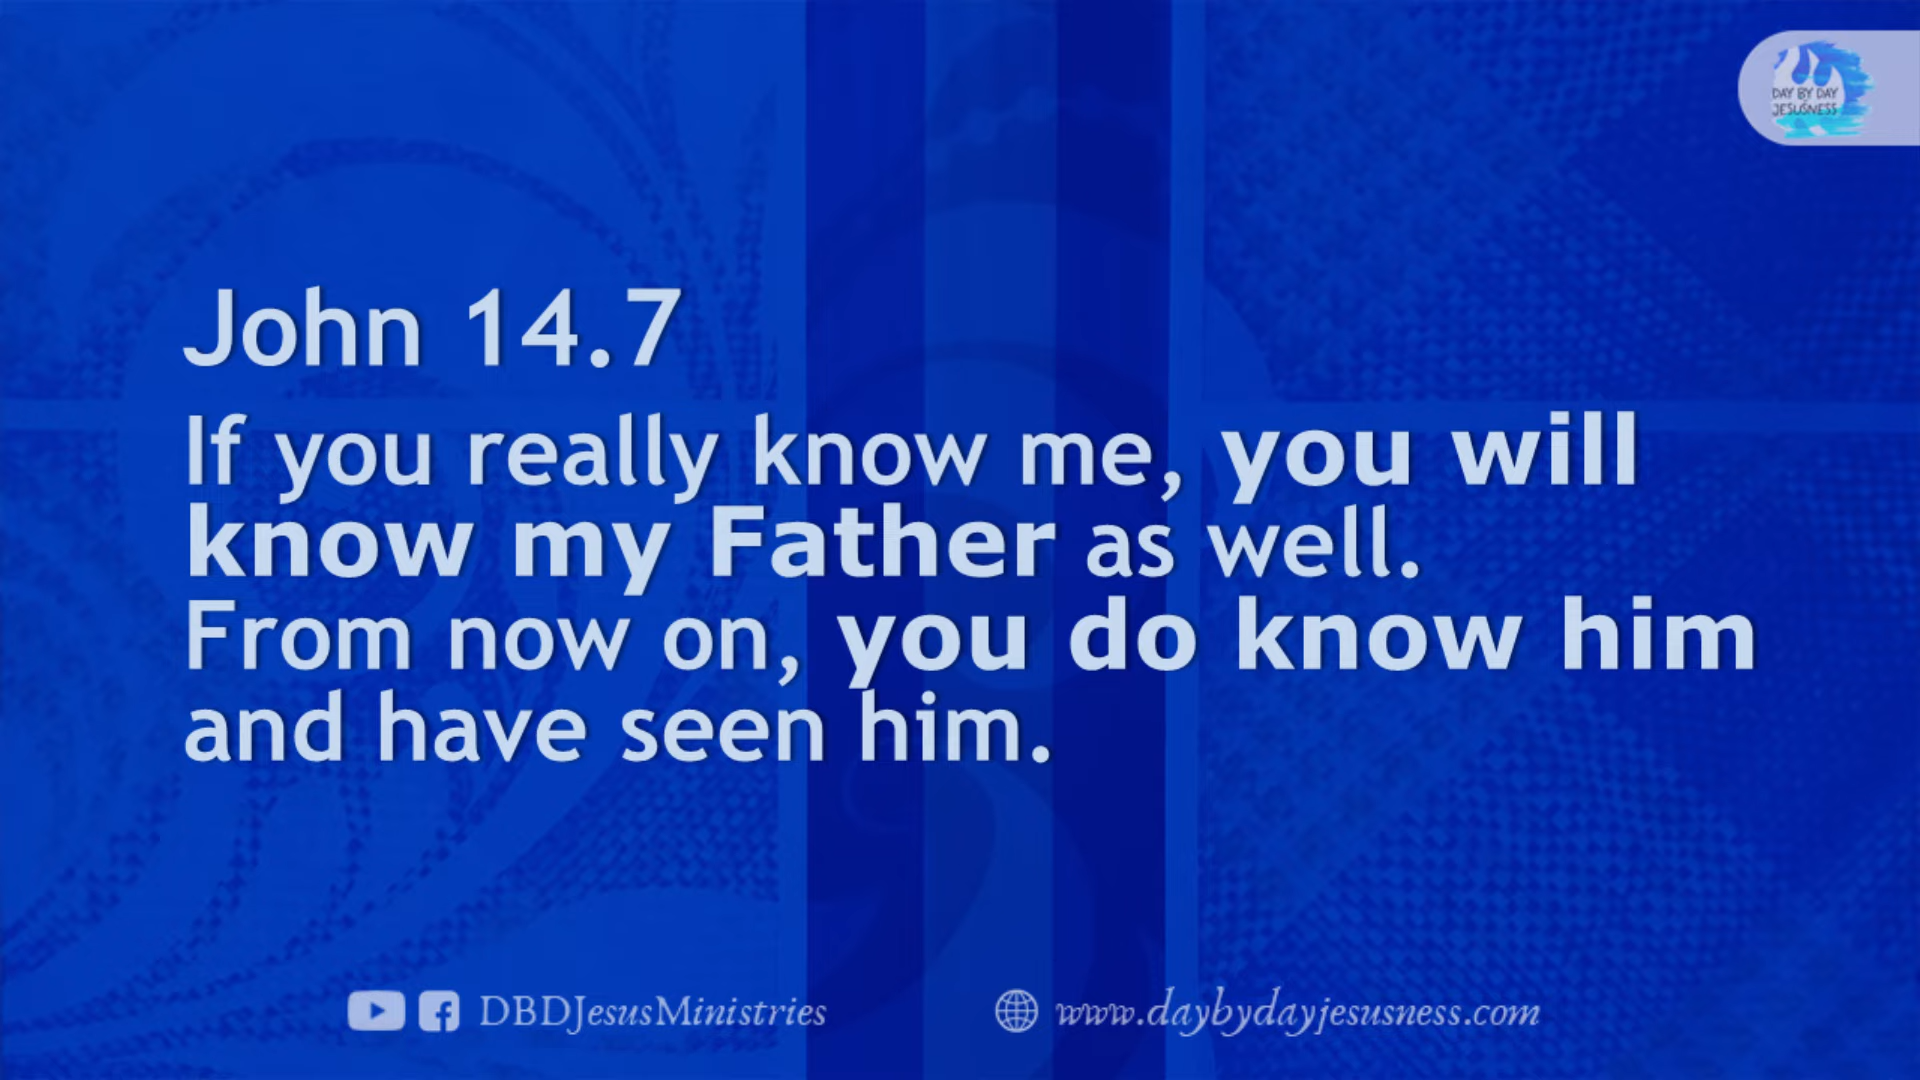 DAY BY DAY
JESUSNESS
John 14.7
If you really know me, you will
know my Father as well.
From now on, you do know him
and have seen him.
DBDJesusMinistries
www.daybydayjesusness.com